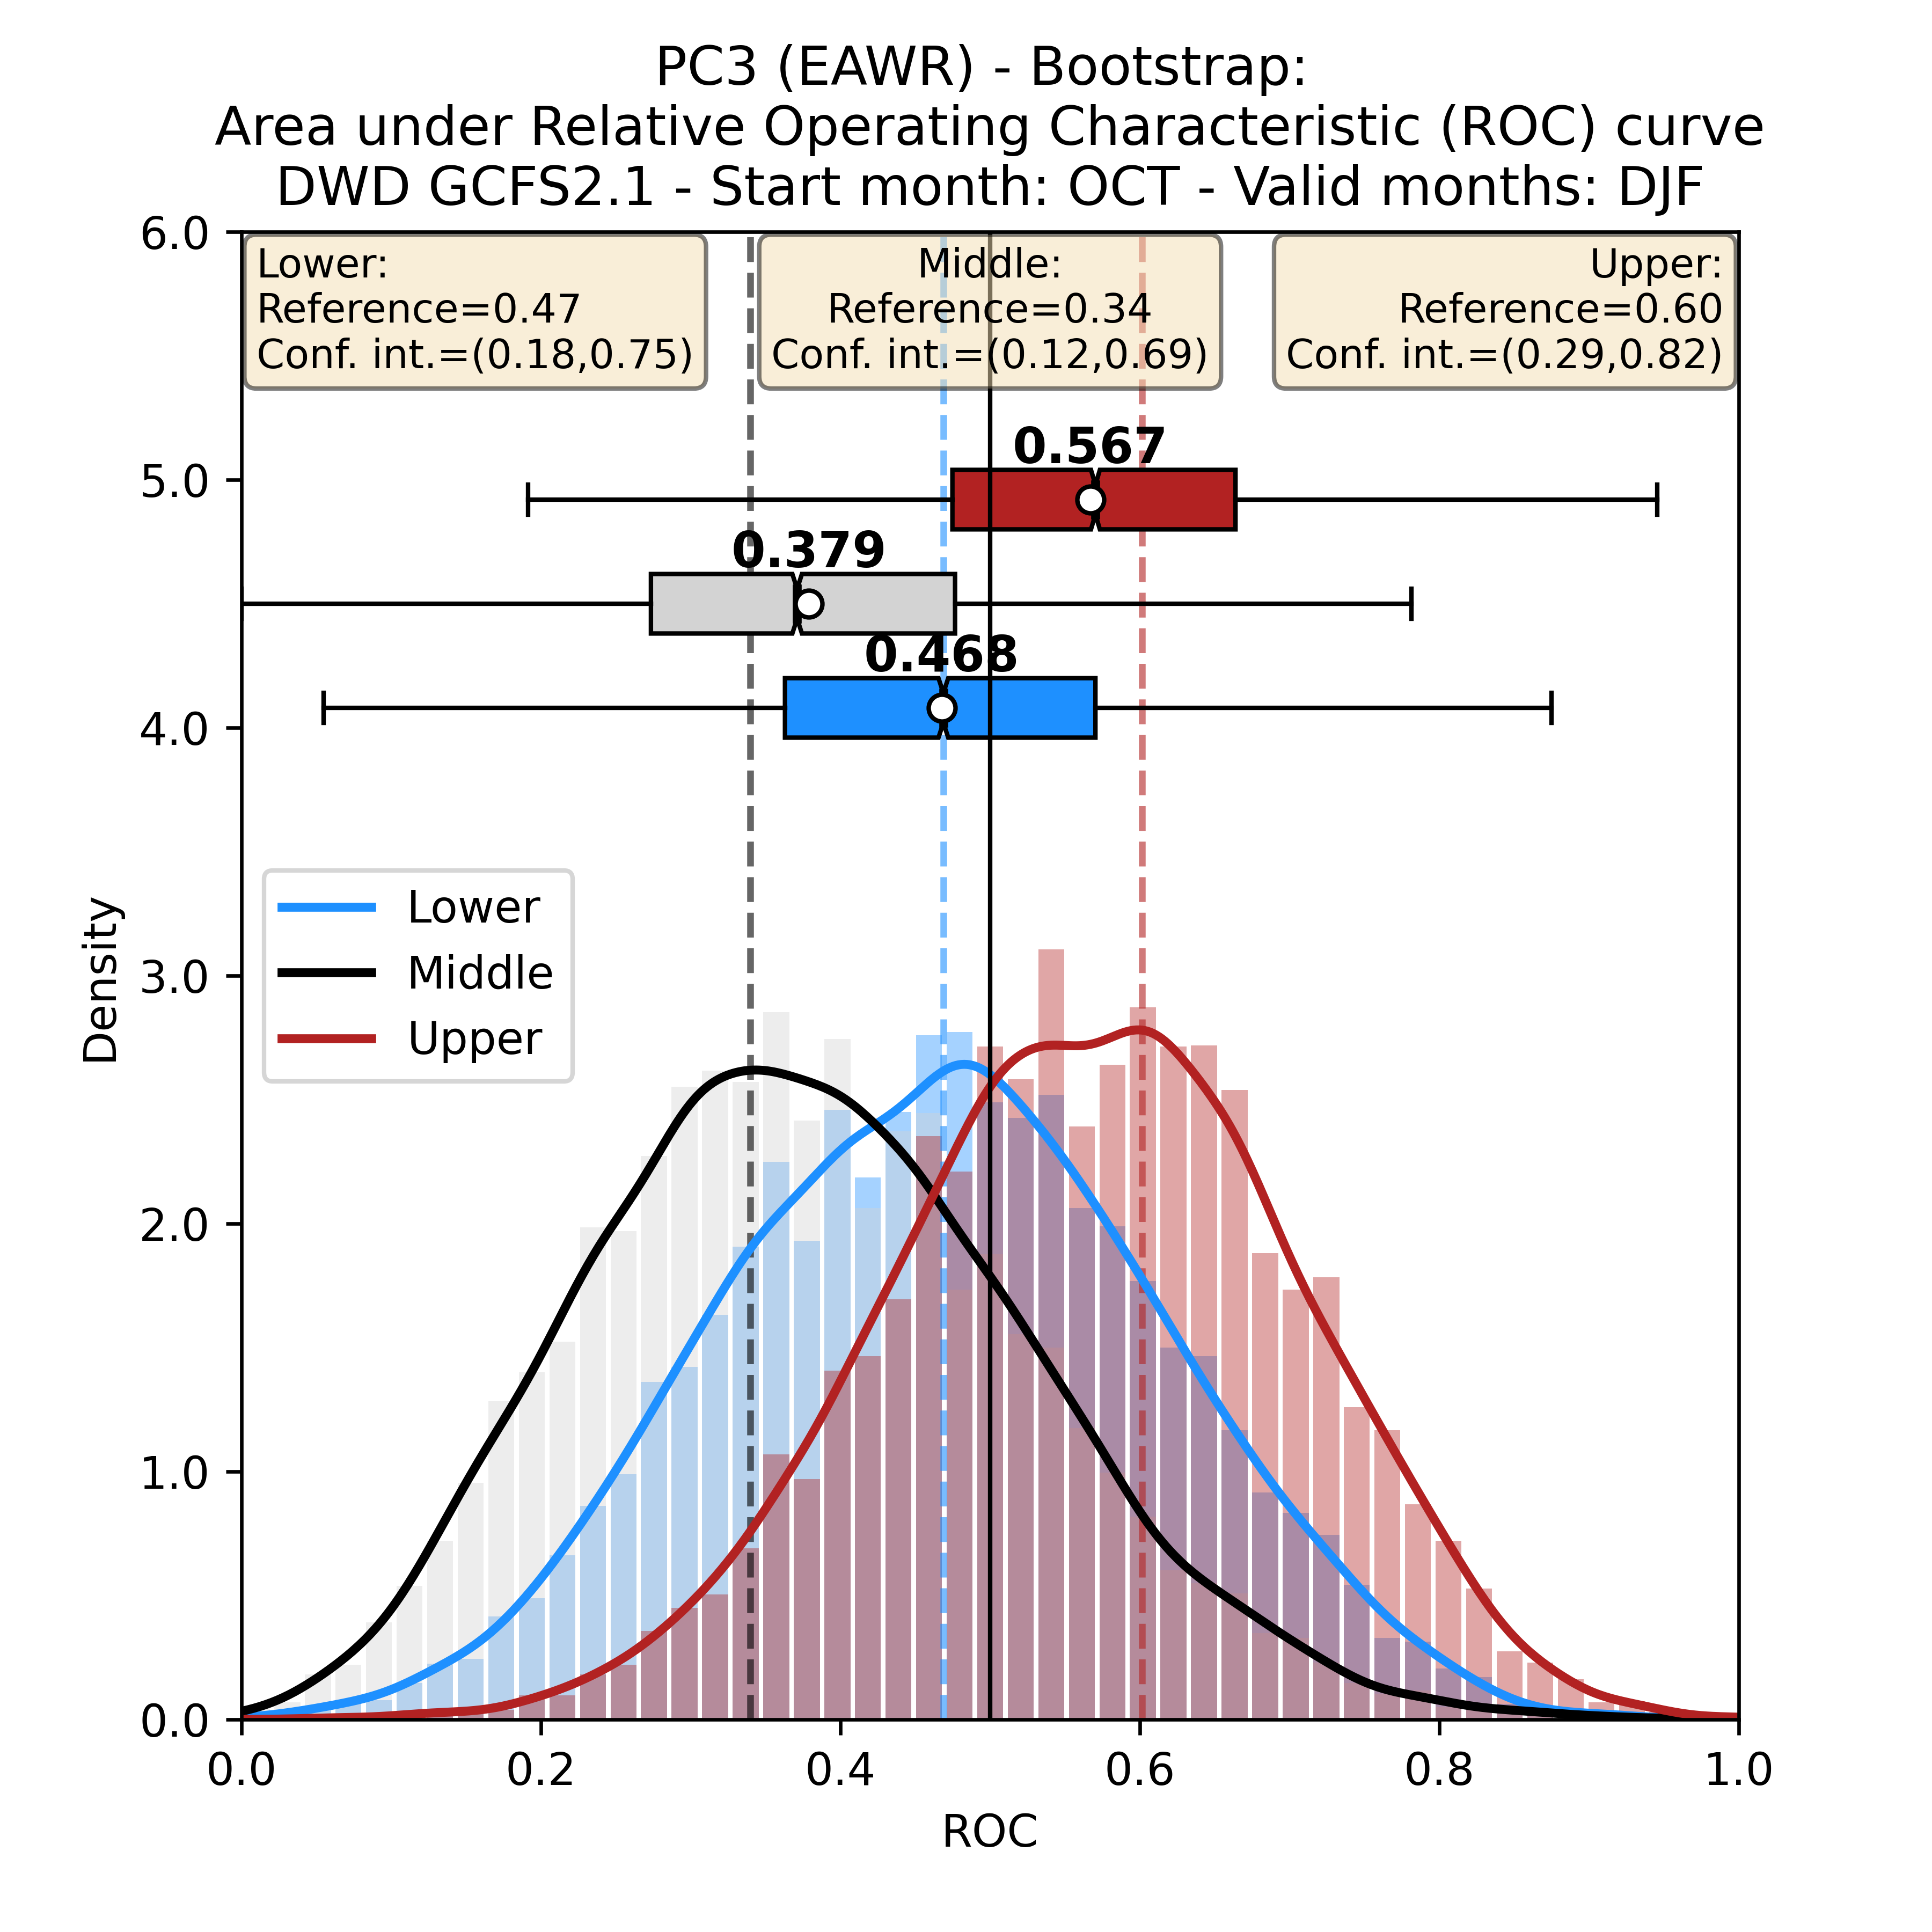 PC3 (EAWR) - Bootstrap:
Area under Relative Operating Characteristic (ROC) curve
DWD GCFS2.1 - Start month: OCT - Valid months: DJF
Lower:
Reference=0.47
Conf. int.=(0.18,0.75)
Middle:
Reference=0.34
Conf. int.=(0.12,0.69)
Upper:
Reference=0.60
Conf. int.=(0.29,0.82)
0.567
0.379
0.468
Lower
Middle
Upper
Density
6.0
5.0
4.0
3.0
2.0
1.0
0.0
0.0 0.2 0.4 0.6 0.8 1.0
ROC